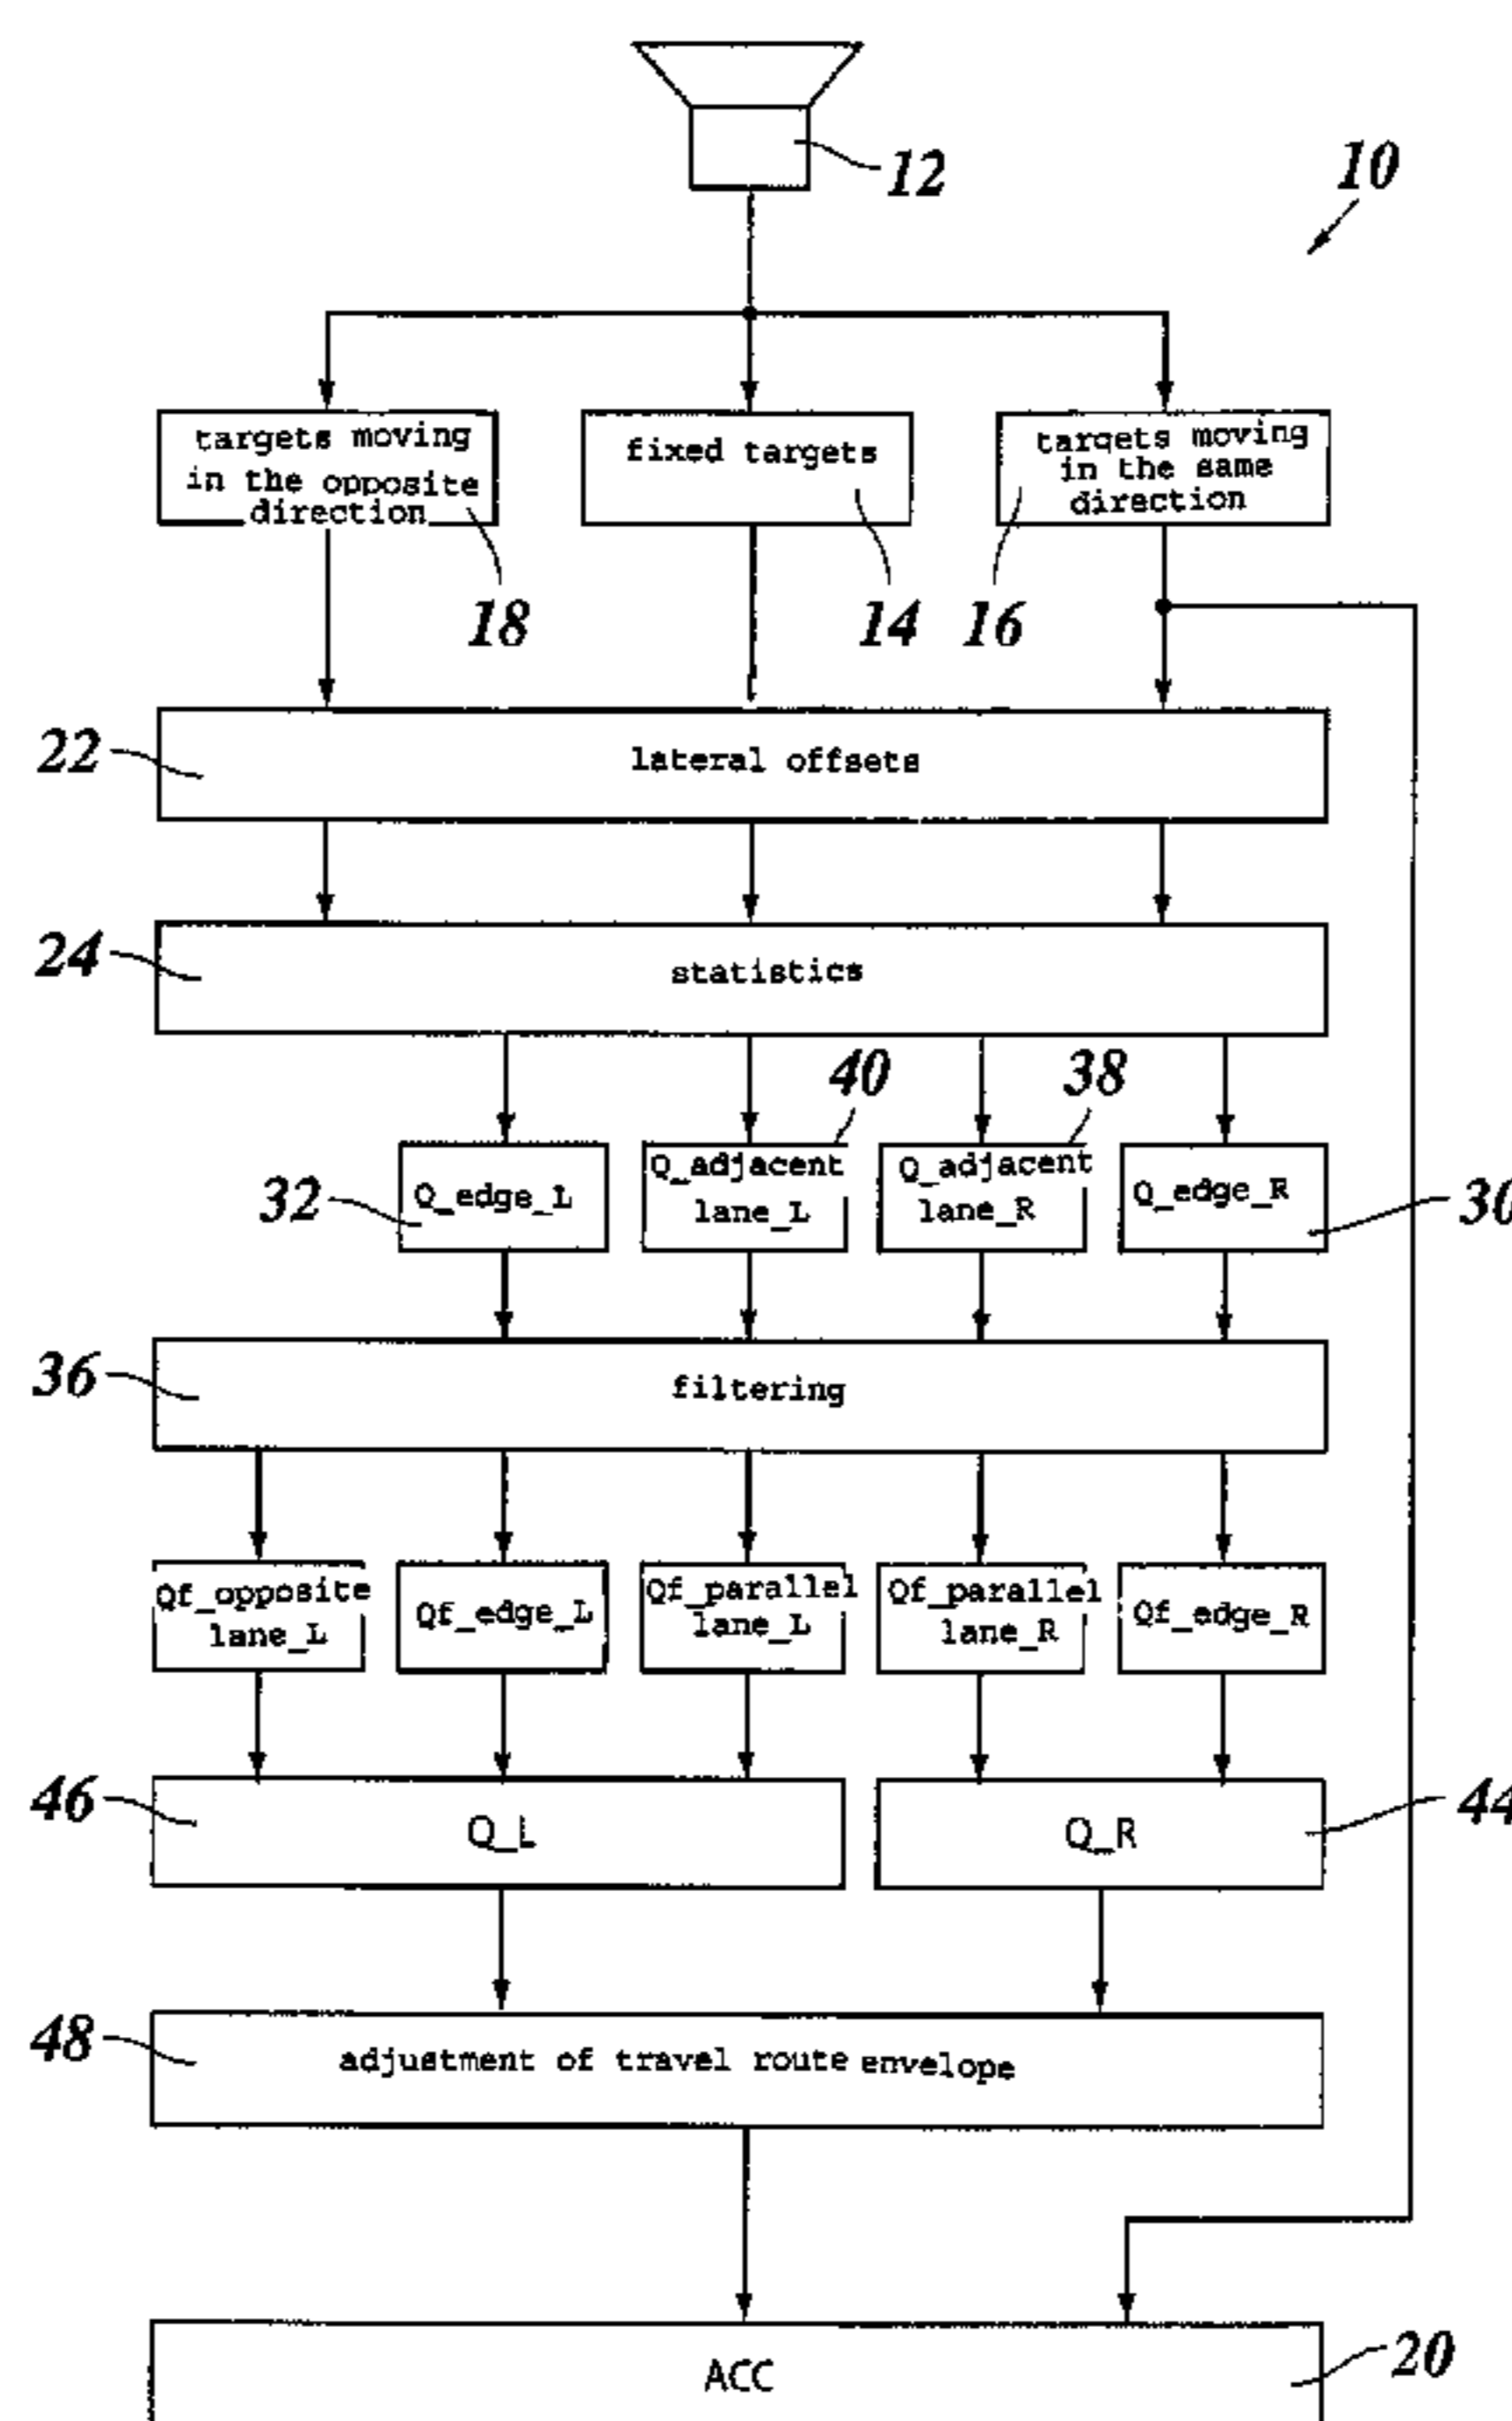 12
10
targets moving
in the opposite
direction
fixed targets
targets moving
in the same
direction
18
14
16
22
lateral offsets
24
statistics
40
38
32
Q_edge_L
Q_adjacent
lane_L
Q_adjacent
lane_R
Q_edge_R
30
36
filtering
Qf_opposite
lane_L
Qf_edge_L
Qf_parallel
lane_L
Qf_parallel
lane_R
Qf_edge_R
46
Q_L
Q_R
44
48
adjustment of travel route envelope
ACC
20